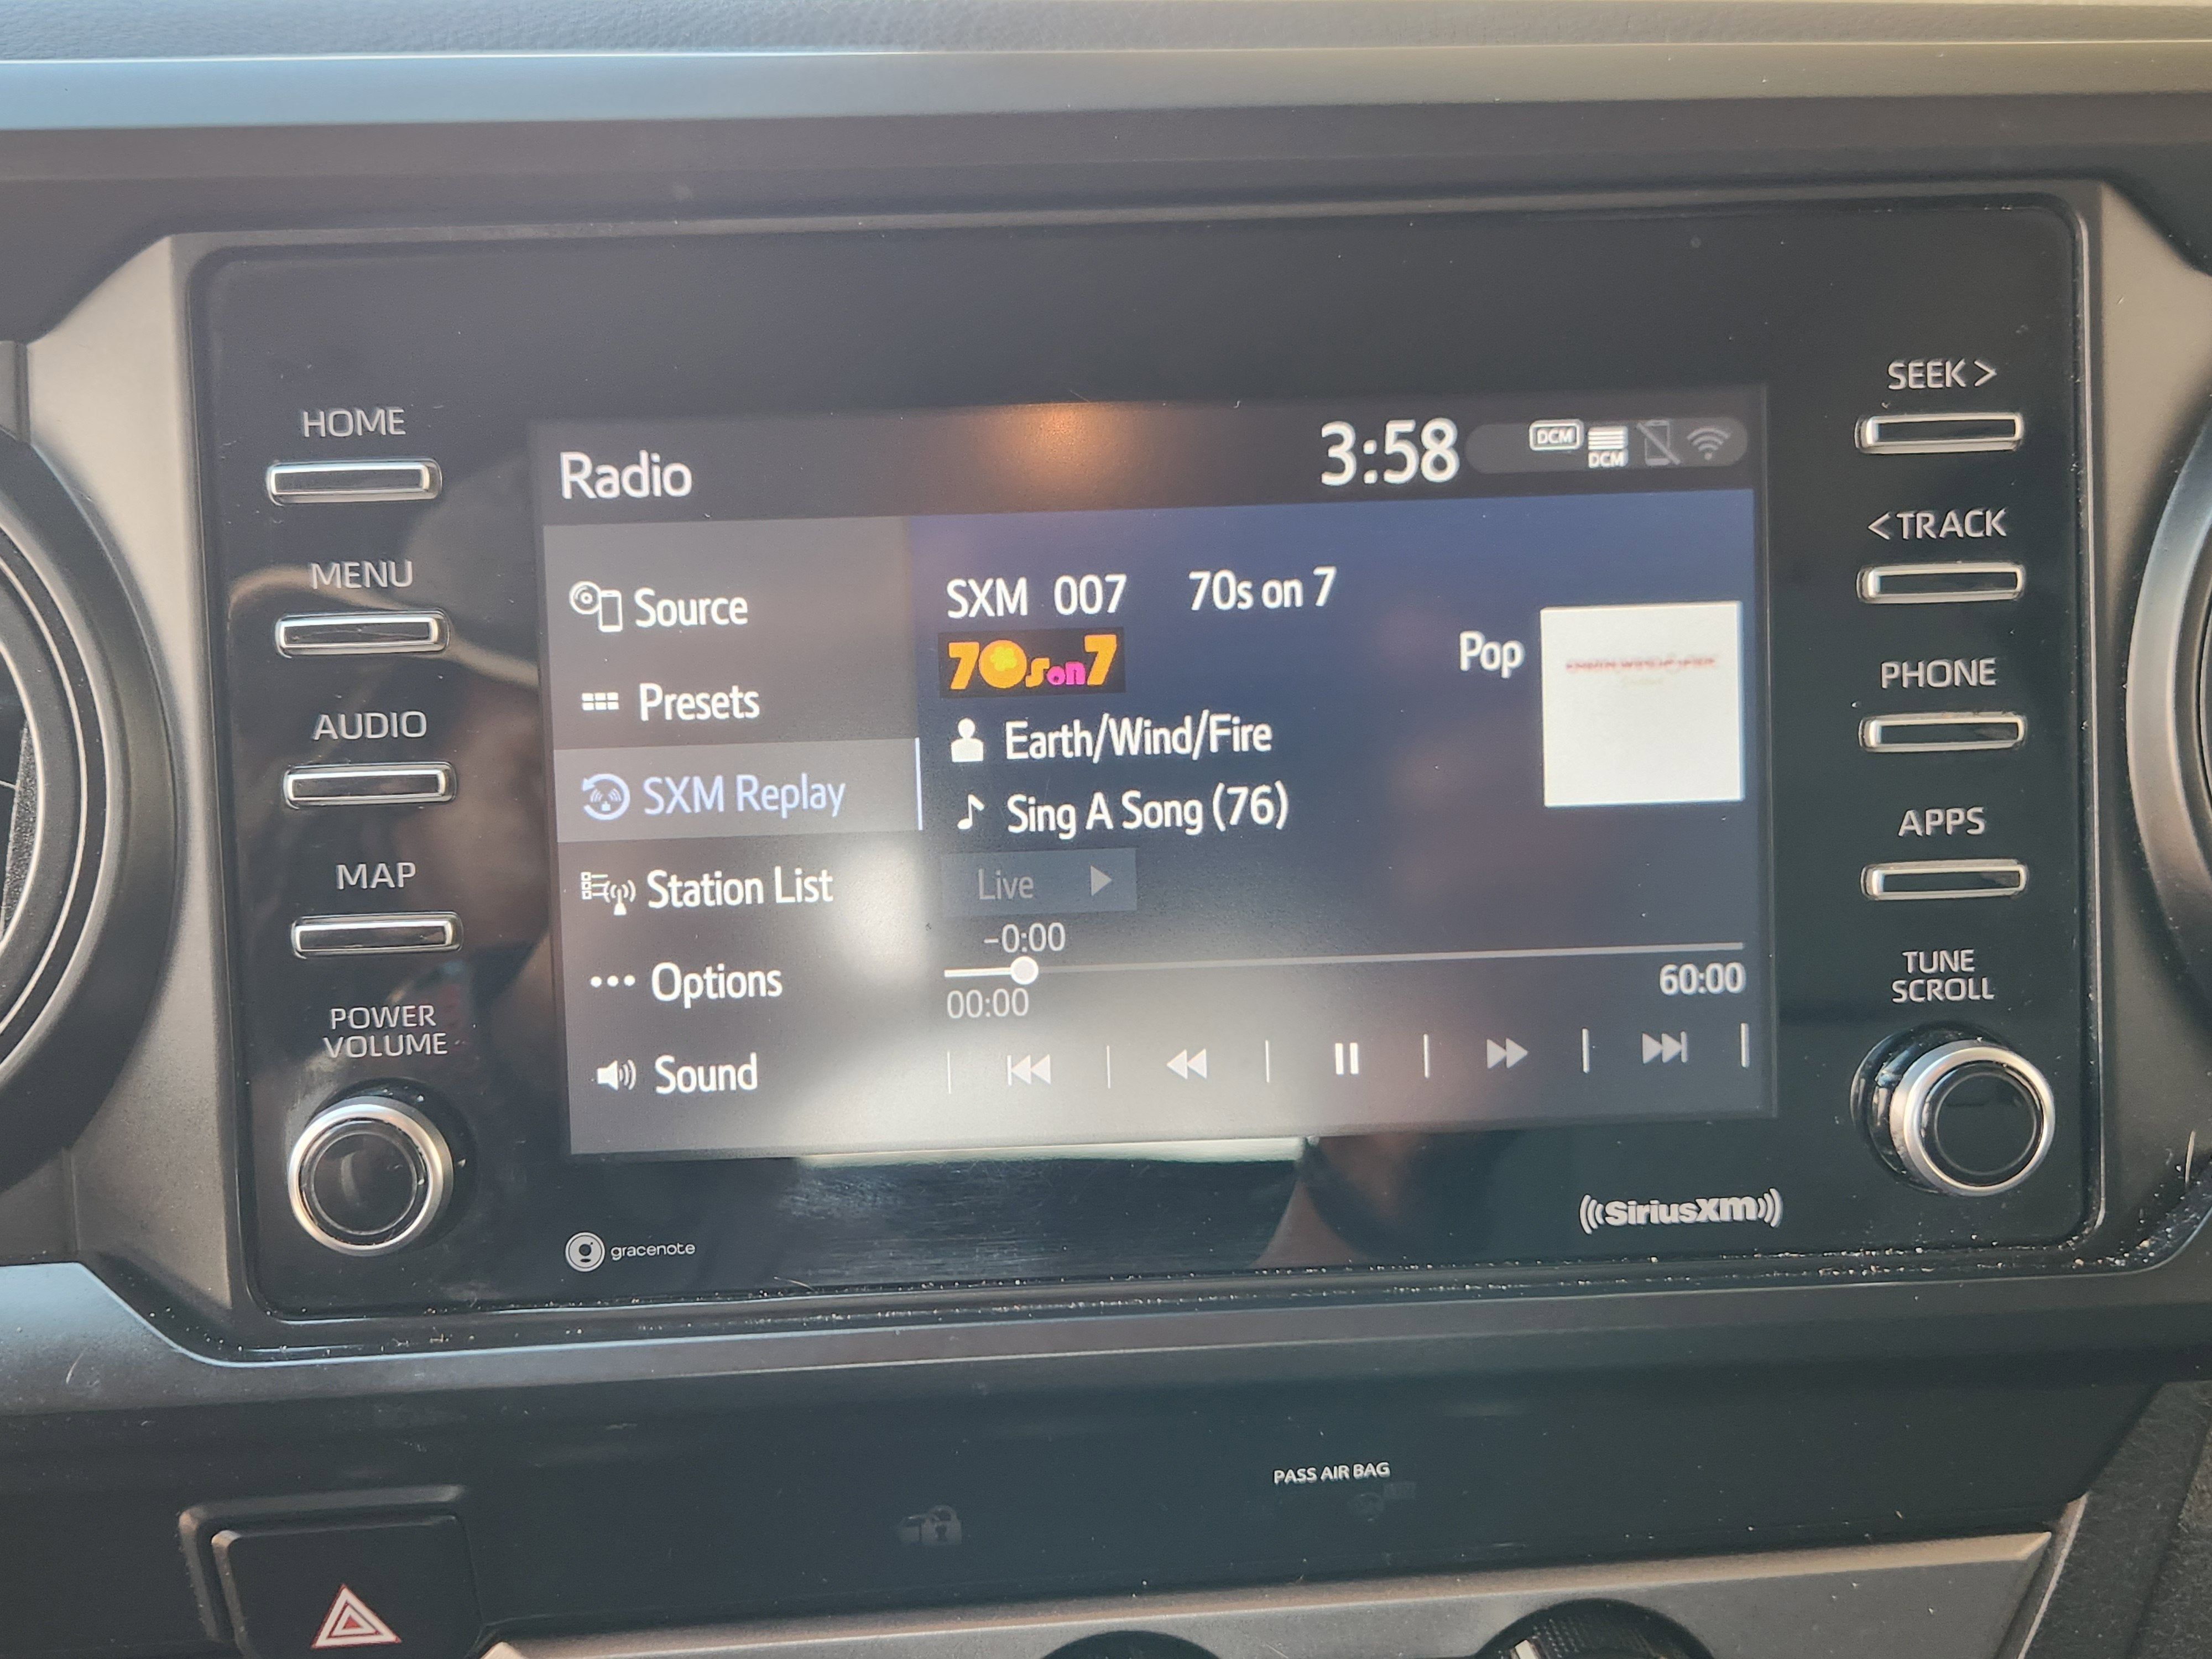 HOME
MENU
AUDIO
MAP
POWER
VOLUME
Radio
3:58
DCM
DCM
Source
Presets
SXM Replay
Station List
Options
Sound
SXM 007 70s on 7
70s on 7
Pop
Earth/Wind/Fire
Sing A Song (76)
Live
-0:00
00:00
60:00
SEEK >
< TRACK
PHONE
APPS
TUNE
SCROLL
gracenote
((SiriusXM))
PASS AIR BAG